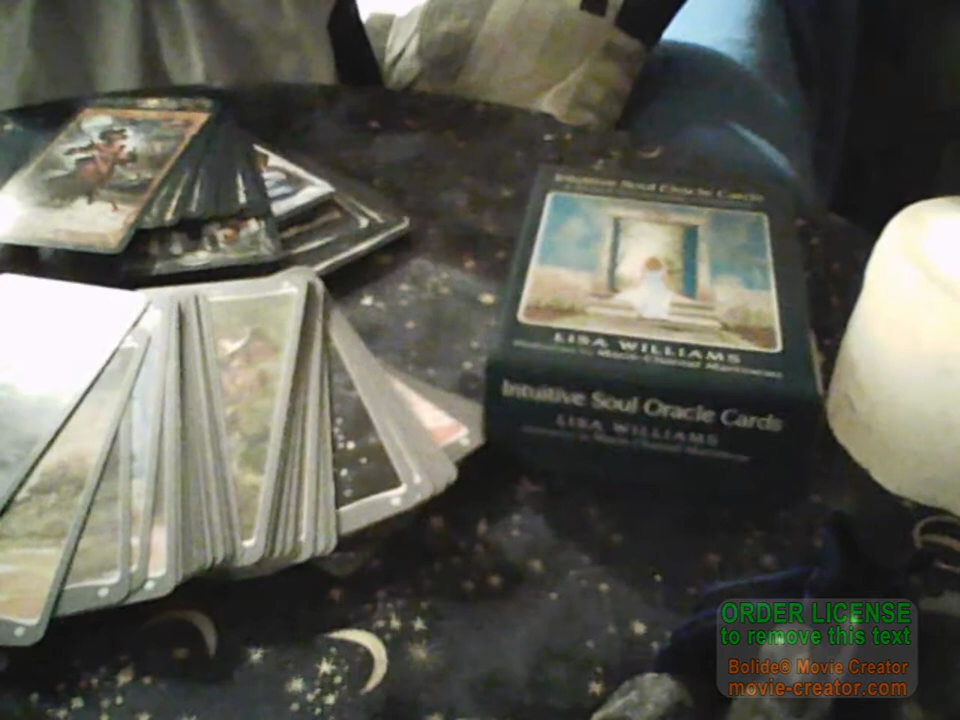 Intuitive Soul Oracle Cards
LISA WILLIAMS
Intuitive Soul Oracle Cards
LISA WILLIAMS
ORDER LICENSE
to remove this text
Bolide® Movie Creator
movie-creator.com